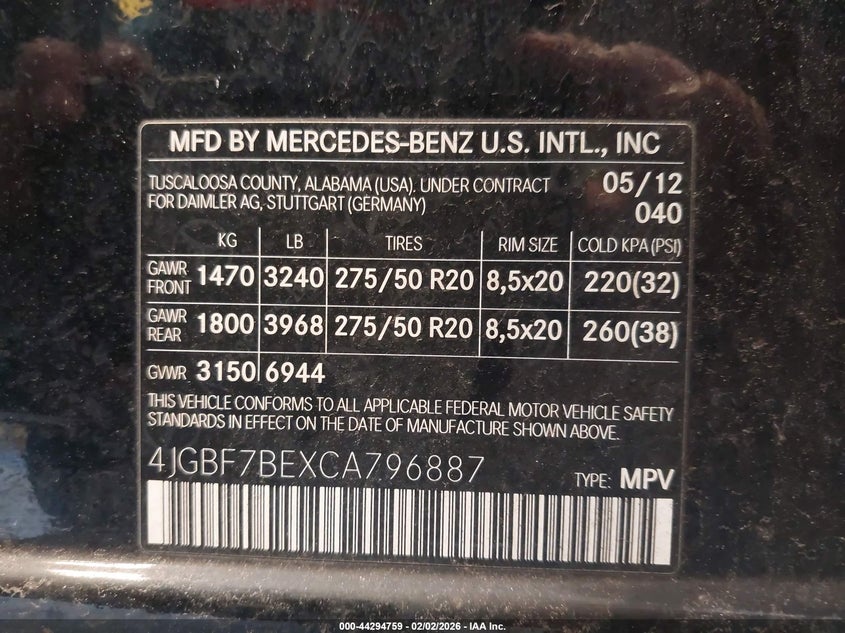 MFD BY MERCEDES-BENZ U.S. INTL., INC
TUSCALOOSA COUNTY, ALABAMA (USA). UNDER CONTRACT 05/12
FOR DAIMLER AG, STUTTGART (GERMANY) 040
KG LB TIRES RIM SIZE COLD KPA (PSI)
GAWR FRONT 1470 3240 275/50 R20 8,5x20 220(32)
GAWR REAR 1800 3968 275/50 R20 8,5x20 260(38)
GVWR 3150 6944
THIS VEHICLE CONFORMS TO ALL APPLICABLE FEDERAL MOTOR VEHICLE SAFETY
STANDARDS IN EFFECT ON THE DATE OF MANUFACTURE SHOWN ABOVE.
4JGBF7BEXCA796887 TYPE: MPV
000-44294759 - 02/02/2026 - IAA Inc.